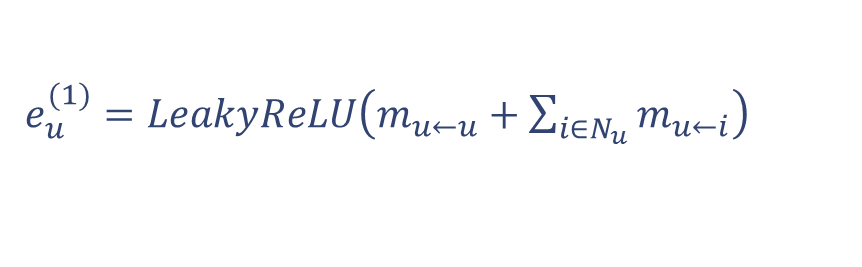 e_u^{(1)} = LeakyReLU(m_{u←u} + ∑_{i∈N_u} m_{u←i})